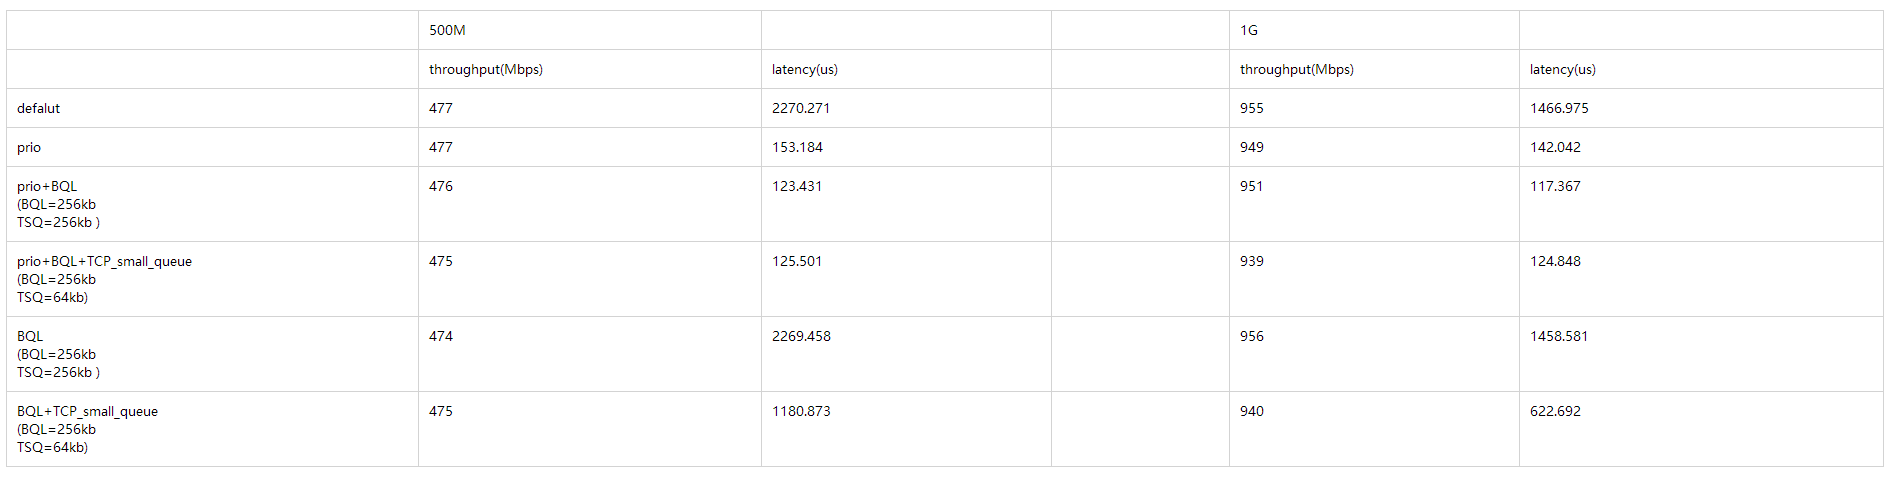 500M 1G
throughput(Mbps) latency(us) throughput(Mbps) latency(us)
defalut 477 2270.271 955 1466.975
prio 477 153.184 949 142.042
prio+BQL 476 123.431 951 117.367
(BQL=256kb
TSQ=256kb )
prio+BQL+TCP_small_queue 475 125.501 939 124.848
(BQL=256kb
TSQ=64kb)
BQL 474 2269.458 956 1458.581
(BQL=256kb
TSQ=256kb )
BQL+TCP_small_queue 475 1180.873 940 622.692
(BQL=256kb
TSQ=64kb)